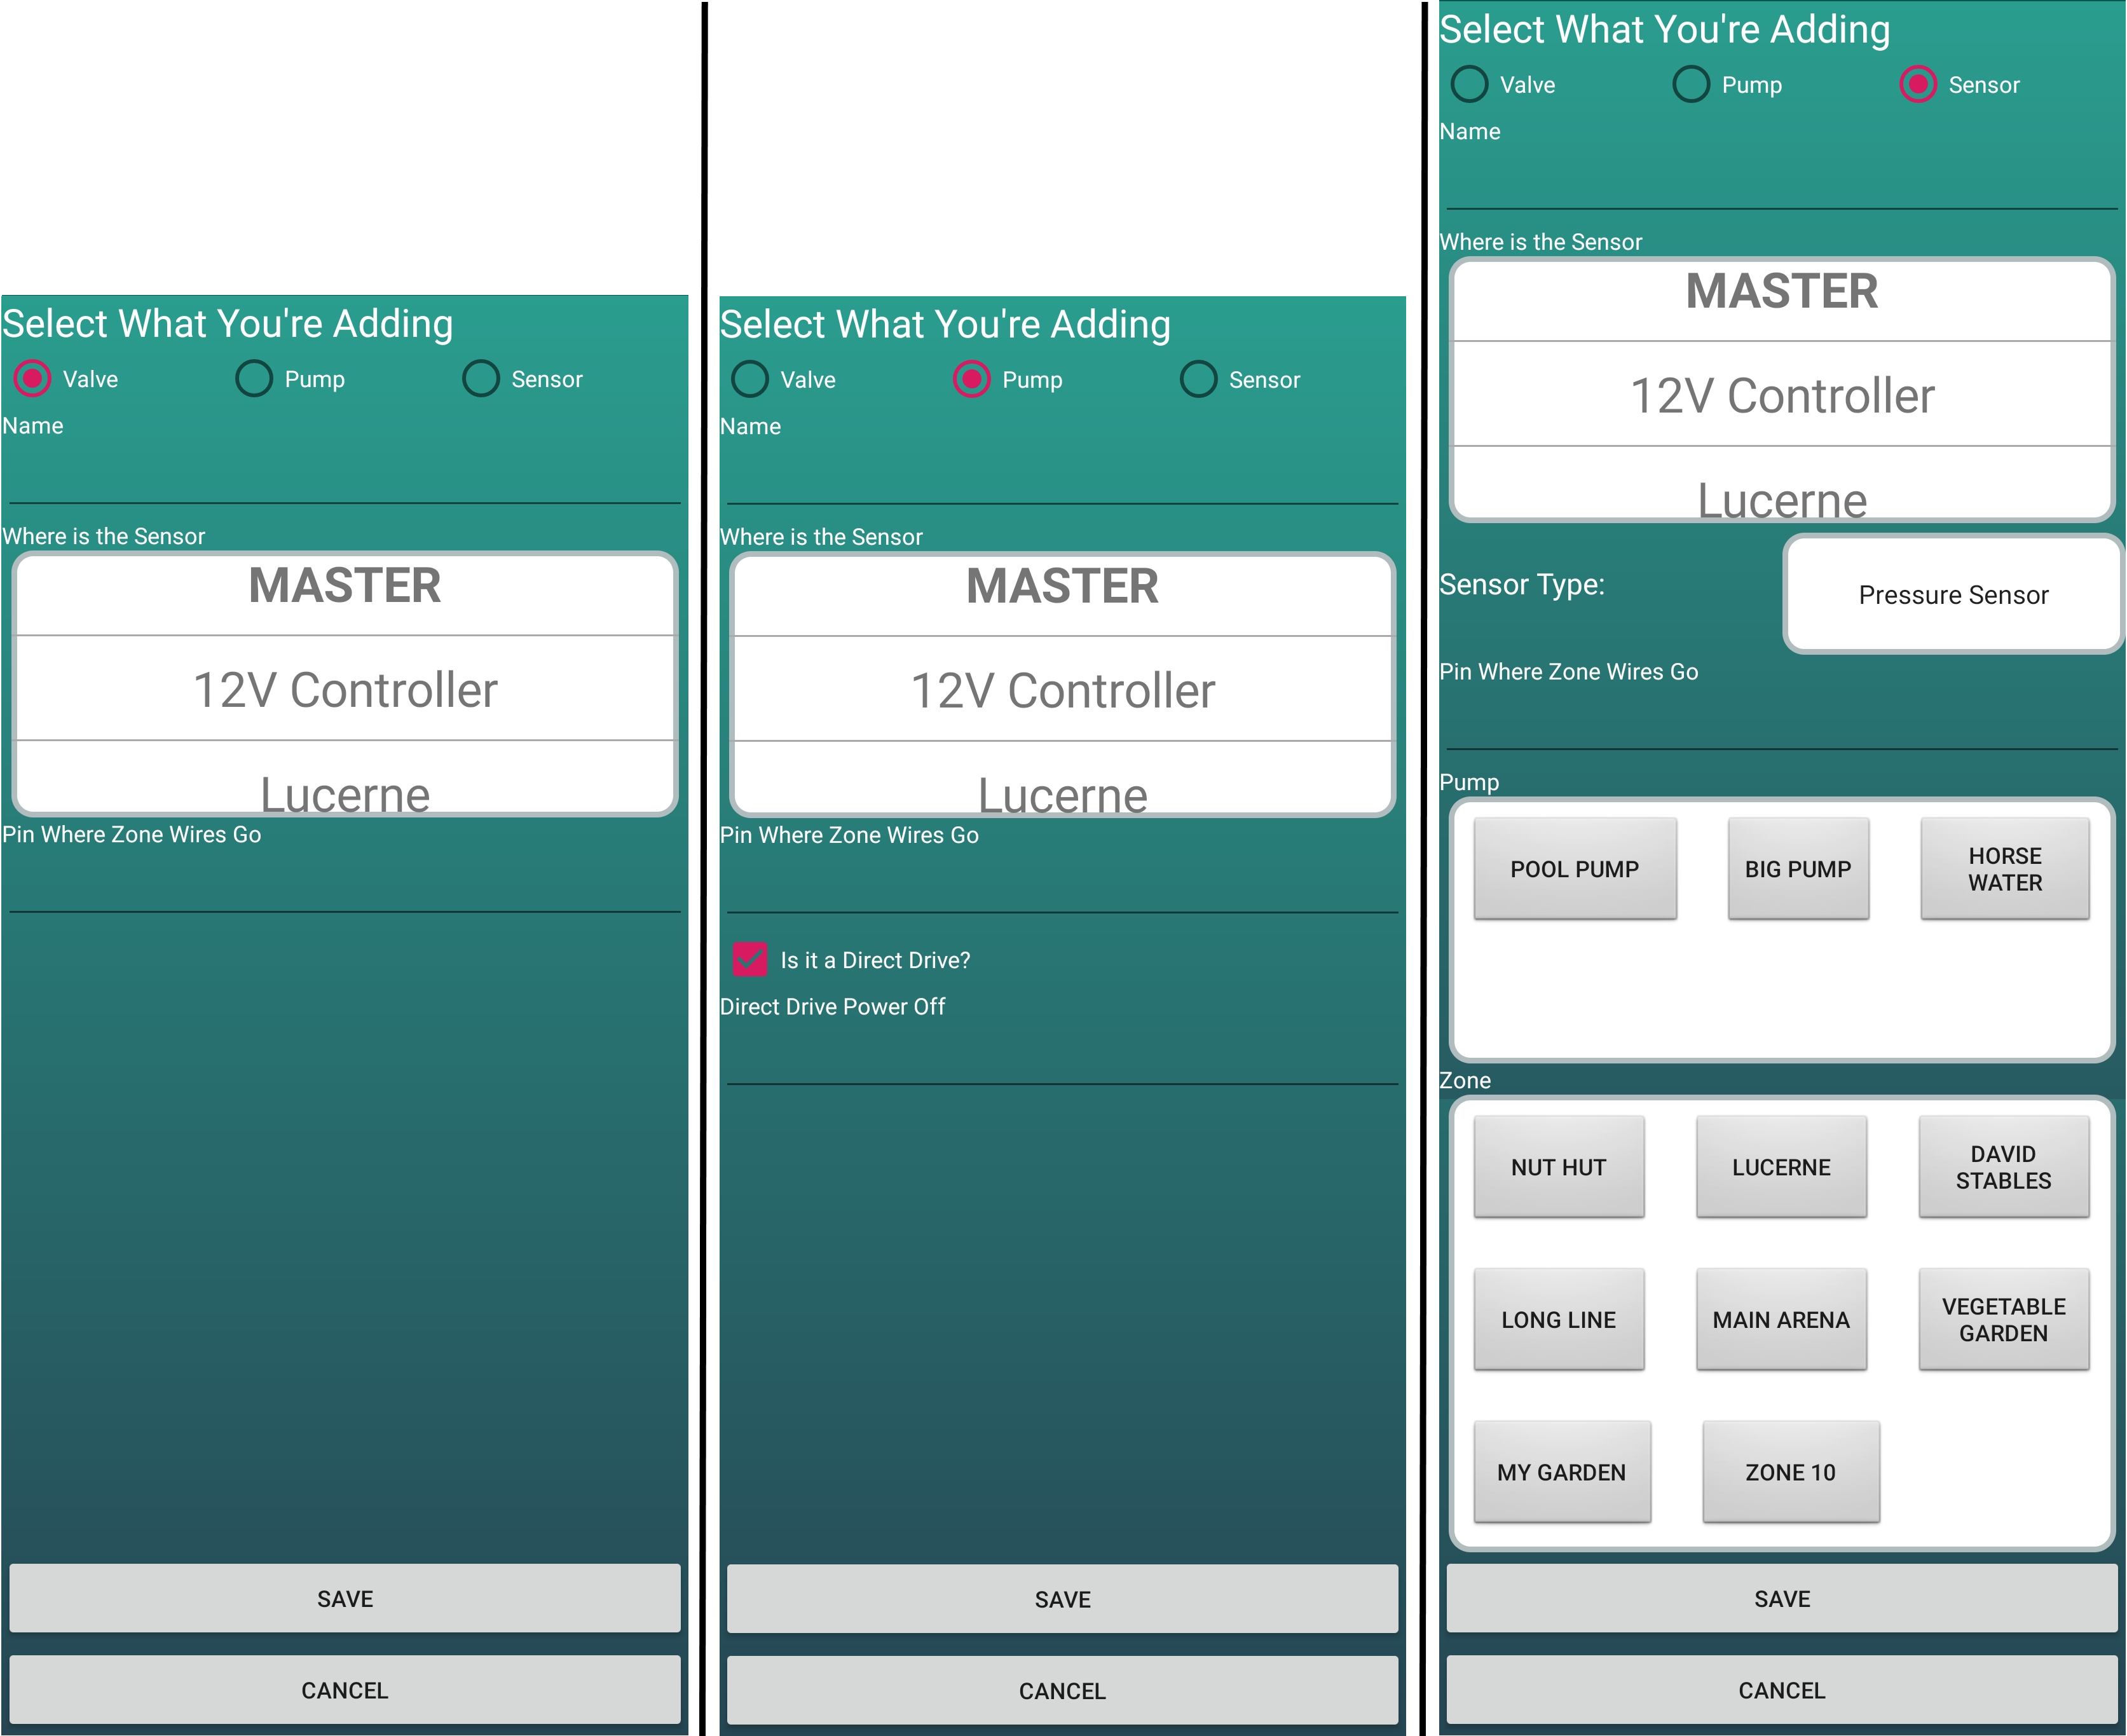 Select What You're Adding
Valve Pump Sensor
Name
Where is the Sensor
MASTER
12V Controller
Lucerne
Pin Where Zone Wires Go
SAVE
CANCEL
Select What You're Adding
Valve Pump Sensor
Name
Where is the Sensor
MASTER
12V Controller
Lucerne
Pin Where Zone Wires Go
Is it a Direct Drive?
Direct Drive Power Off
SAVE
CANCEL
Select What You're Adding
Valve Pump Sensor
Name
Where is the Sensor
MASTER
12V Controller
Lucerne
Sensor Type: Pressure Sensor
Pin Where Zone Wires Go
Pump
POOL PUMP
BIG PUMP
HORSE
WATER
Zone
NUT HUT
LUCERNE
DAVID
STABLES
LONG LINE
MAIN ARENA
VEGETABLE
GARDEN
MY GARDEN
ZONE 10
SAVE
CANCEL